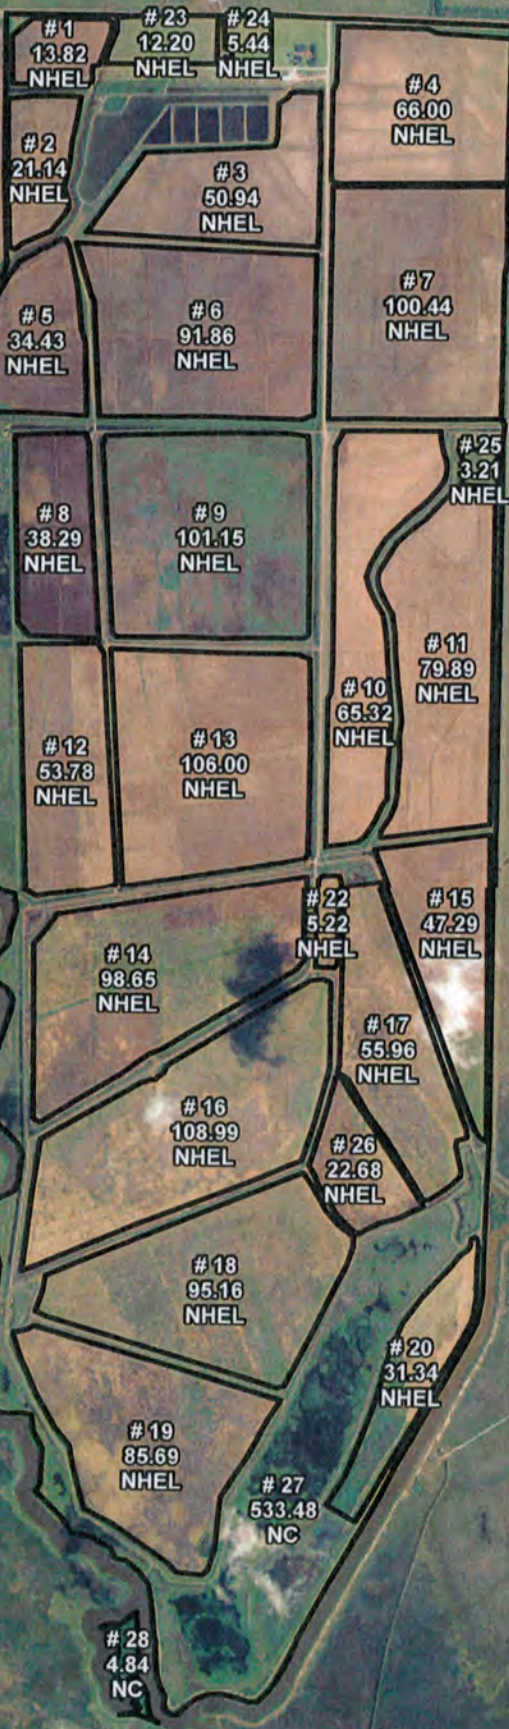 # 1
13.82
NHEL
# 23
12.20
NHEL
# 24
5.44
NHEL
# 4
66.00
NHEL
# 2
21.14
NHEL
# 3
50.94
NHEL
# 5
34.43
NHEL
# 6
91.86
NHEL
# 7
100.44
NHEL
# 25
3.21
NHEL
# 8
38.29
NHEL
# 9
101.15
NHEL
# 10
65.32
NHEL
# 11
79.89
NHEL
# 12
53.78
NHEL
# 13
106.00
NHEL
# 22
5.22
NHEL
# 15
47.29
NHEL
# 14
98.65
NHEL
# 17
55.96
NHEL
# 16
108.99
NHEL
# 26
22.68
NHEL
# 18
95.16
NHEL
# 20
31.34
NHEL
# 19
85.69
NHEL
# 27
533.48
NC
# 28
4.84
NC